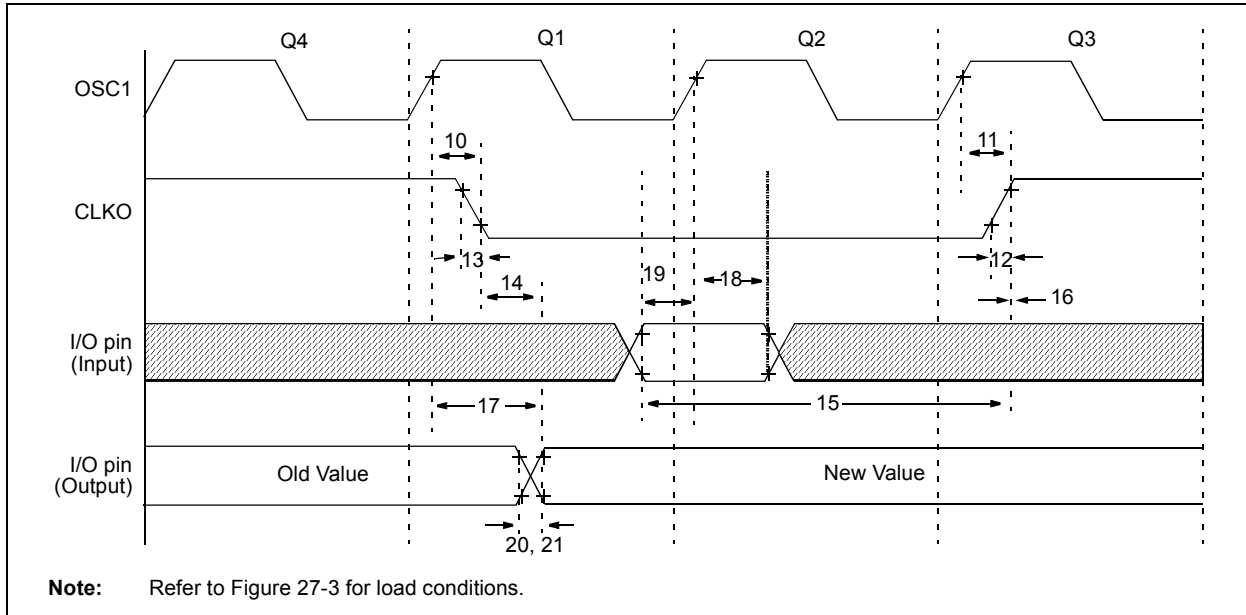 Q4 Q1 Q2 Q3
OSC1
10 11
CLKO
13 12
14 19 18 16
I/O pin
(Input)
17 15
I/O pin
(Output)
Old Value New Value
20, 21
Note: Refer to Figure 27-3 for load conditions.